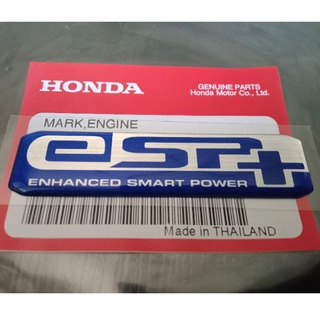 HONDA
GENUINE PARTS
Honda Motor Co., Ltd.
MARK,ENGINE
eSP+
ENHANCED SMART POWER
Made in THAILAND